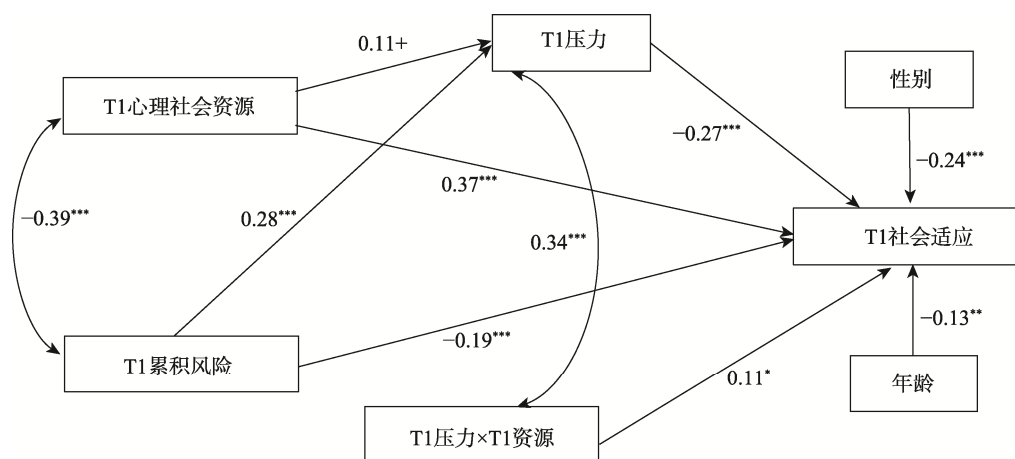 T1压力
0.11+
性别
T1心理社会资源
−0.27***
−0.24***
0.37***
−0.39***
0.28***
0.34***
T1社会适应
−0.19***
−0.13**
T1累积风险
0.11*
年龄
T1压力×T1资源